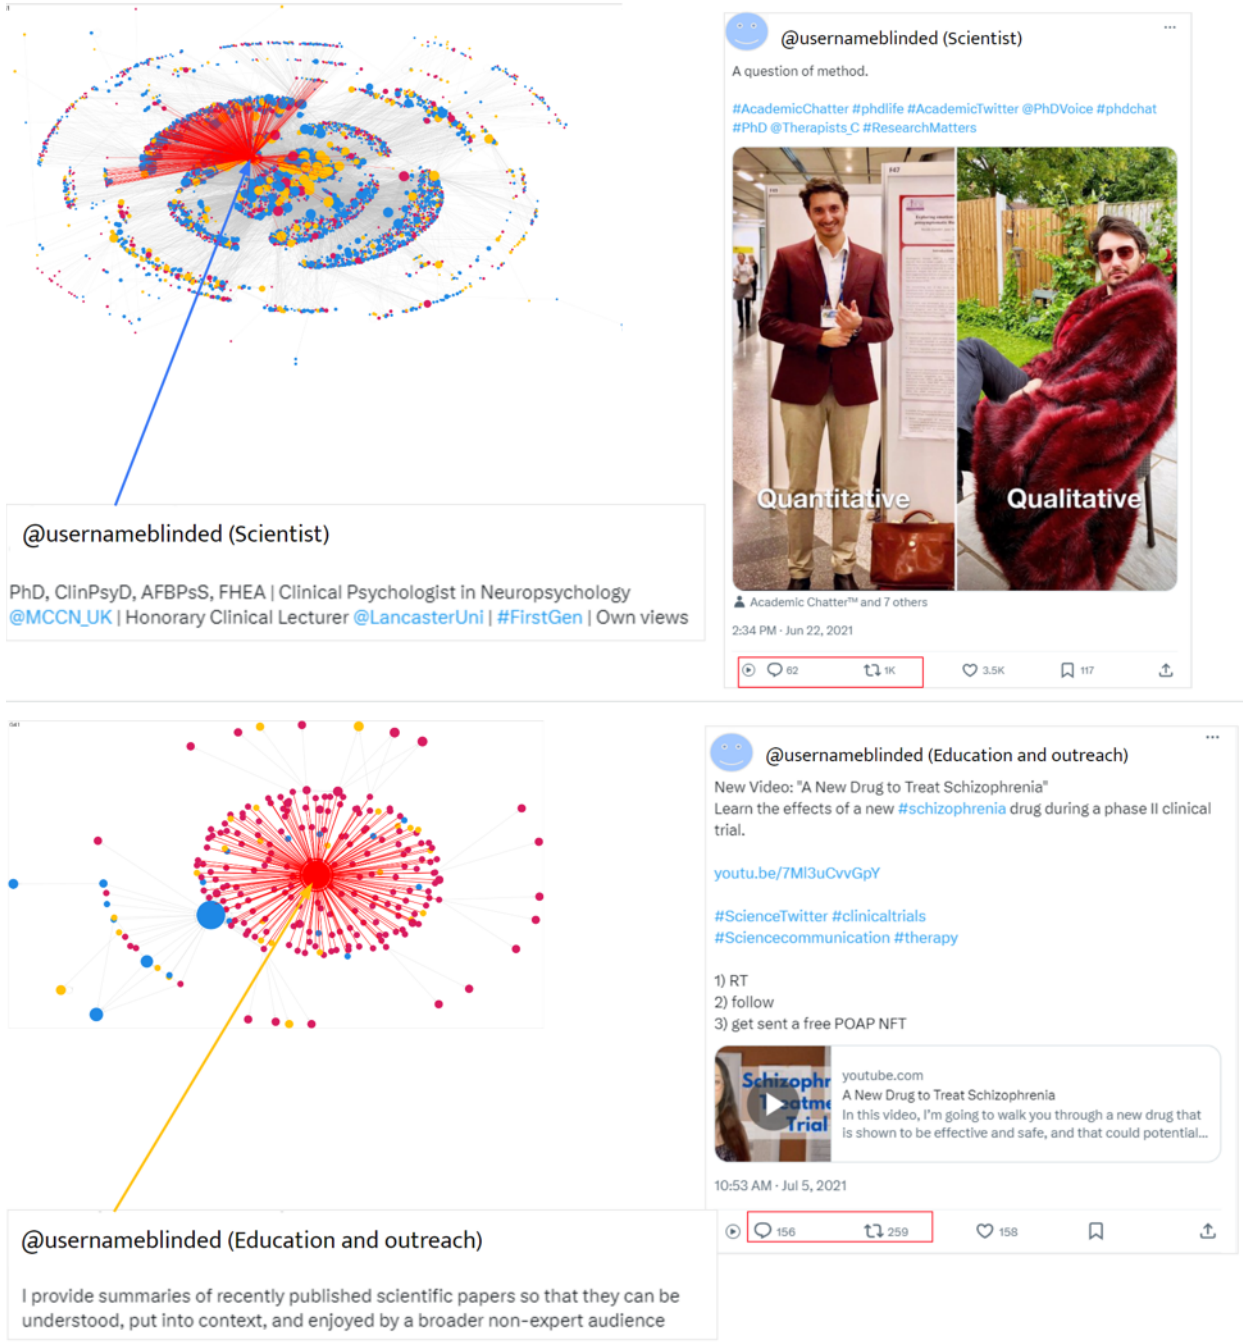 @usernameblinded (Scientist)
A question of method.
#AcademicChatter #phdlife #AcademicTwitter @PhDVoice #phdchat
#PhD @Therapists_C #ResearchMatters
F47
Quantitative
Qualitative
Academic Chatter™ and 7 others
2:34 PM · Jun 22, 2021
62 1K 3.5K 117
@usernameblinded (Scientist)
PhD, ClinPsyD, AFBPsS, FHEA | Clinical Psychologist in Neuropsychology
@MCCN_UK | Honorary Clinical Lecturer @LancasterUni | #FirstGen | Own views
@usernameblinded (Education and outreach)
New Video: "A New Drug to Treat Schizophrenia"
Learn the effects of a new #schizophrenia drug during a phase II clinical
trial.
youtu.be/7Ml3uCvvGpY
#ScienceTwitter #clinicaltrials
#Sciencecommunication #therapy
1) RT
2) follow
3) get sent a free POAP NFT
Schizophr
Treatme
Trial
youtube.com
A New Drug to Treat Schizophrenia
In this video, I'm going to walk you through a new drug that
is shown to be effective and safe, and that could potential...
10:53 AM · Jul 5, 2021
156 259 158
@usernameblinded (Education and outreach)
I provide summaries of recently published scientific papers so that they can be
understood, put into context, and enjoyed by a broader non-expert audience